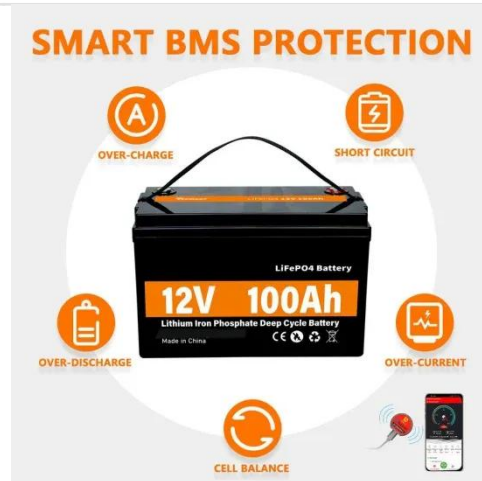 SMART BMS PROTECTION
OVER-CHARGE
SHORT CIRCUIT
LiFePO4 Battery
12V 100Ah
Lithium Iron Phosphate Deep Cycle Battery
Made in China
CE
OVER-DISCHARGE
OVER-CURRENT
CELL BALANCE